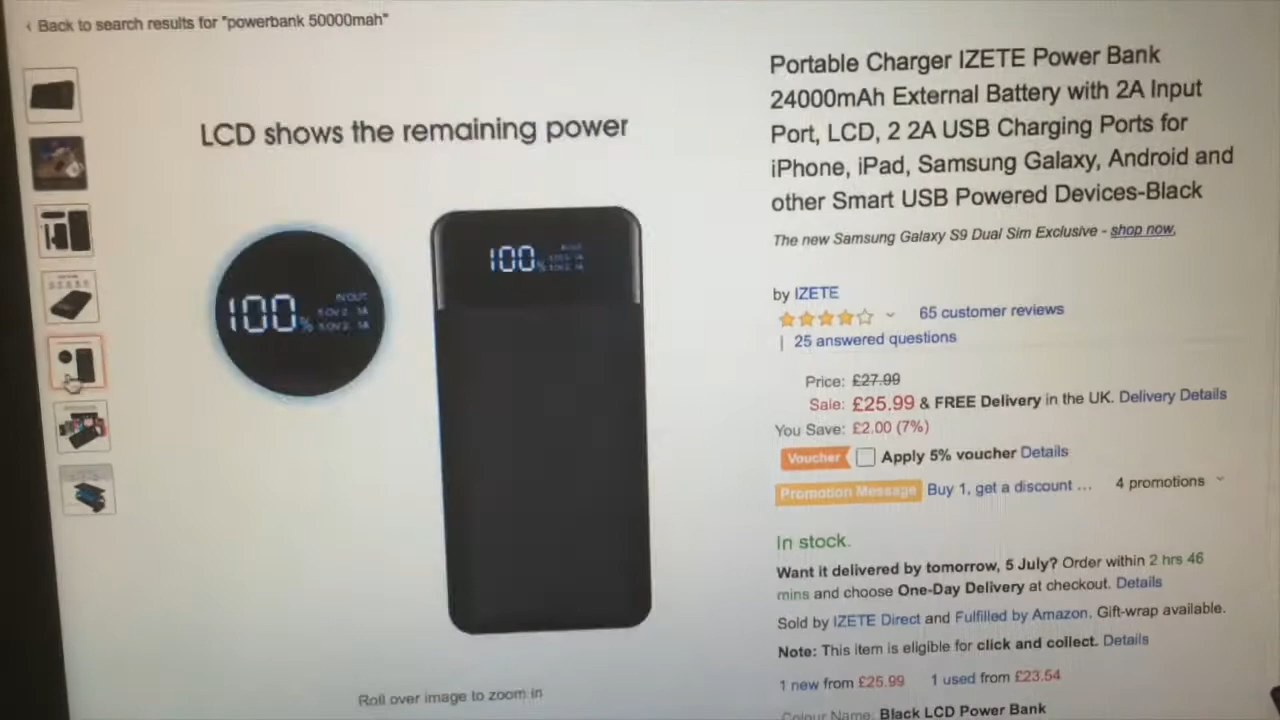 ‹ Back to search results for "powerbank 50000mah"
LCD shows the remaining power
100%
IN OUT
100%
Roll over image to zoom in
Portable Charger IZETE Power Bank
24000mAh External Battery with 2A Input
Port, LCD, 2 2A USB Charging Ports for
iPhone, iPad, Samsung Galaxy, Android and
other Smart USB Powered Devices-Black
The new Samsung Galaxy S9 Dual Sim Exclusive - shop now.
by IZETE
65 customer reviews
| 25 answered questions
Price: £27.99
Sale: £25.99 & FREE Delivery in the UK. Delivery Details
You Save: £2.00 (7%)
Voucher Apply 5% voucher Details
Promotion Message Buy 1, get a discount ... 4 promotions
In stock.
Want it delivered by tomorrow, 5 July? Order within 2 hrs 46
mins and choose One-Day Delivery at checkout. Details
Sold by IZETE Direct and Fulfilled by Amazon. Gift-wrap available.
Note: This item is eligible for click and collect. Details
1 new from £25.99 1 used from £23.54
Colour Name: Black LCD Power Bank